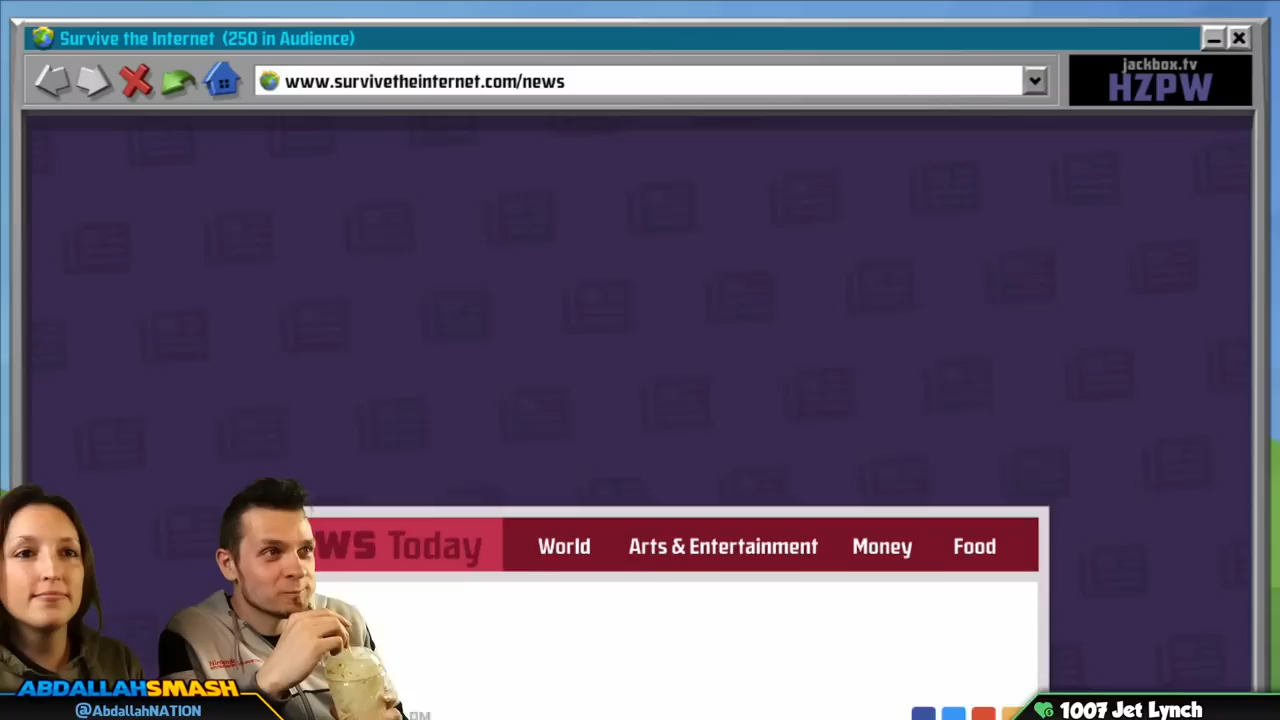 Survive the Internet (250 in Audience)
www.survivetheinternet.com/news
jackbox.tv
HZPW
WS Today
World
Arts & Entertainment
Money
Food
ABDALLAHSMASH
@AbdallahNATION
1007 Jet Lynch